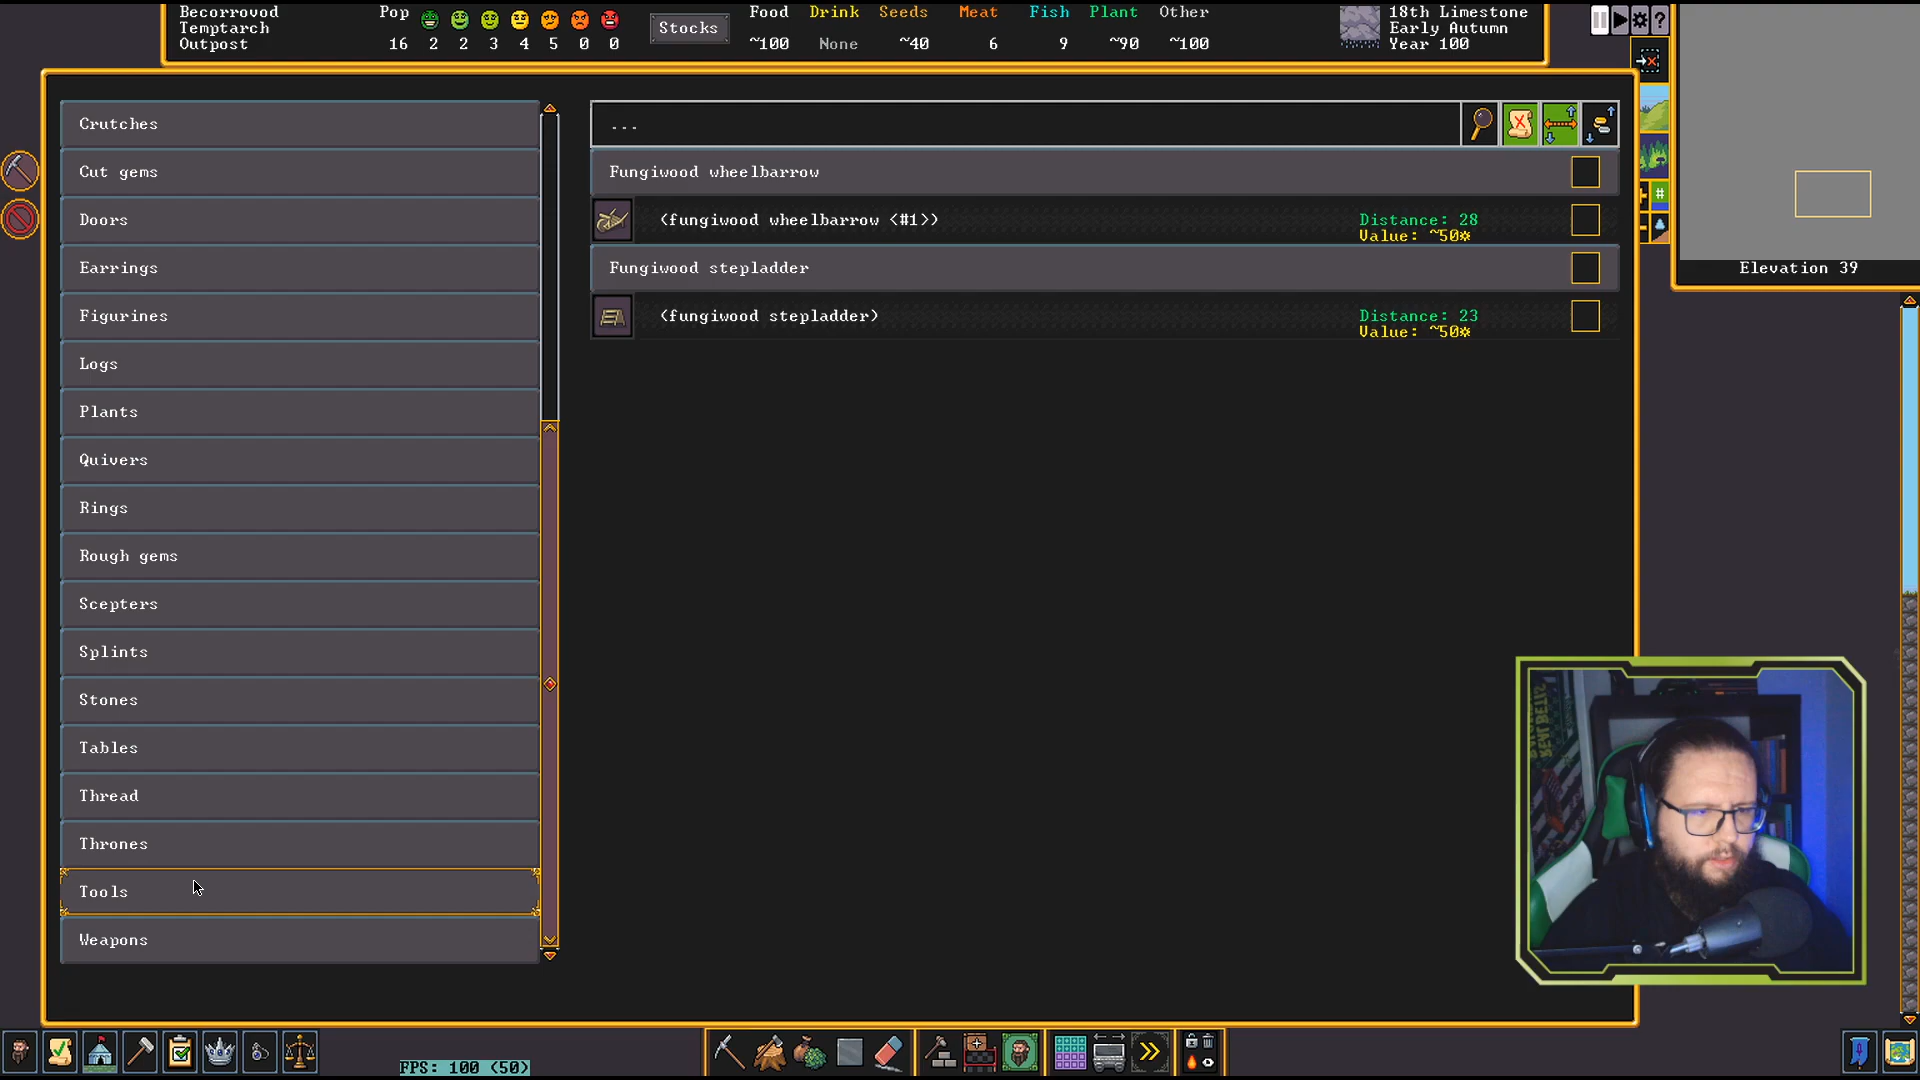 Becorrovod
Temptarch
Outpost
Pop
16 2 2 3 4 5 0 0
Stocks
Food Drink Seeds Meat Fish Plant Other
~100 None ~40 6 9 ~90 ~100
18th Limestone
Early Autumn
Year 100
?
#
Elevation 39
Crutches
Cut gems
Doors
Earrings
Figurines
Logs
Plants
Quivers
Rings
Rough gems
Scepters
Splints
Stones
Tables
Thread
Thrones
Tools
Weapons
...
Fungiwood wheelbarrow
(fungiwood wheelbarrow <#1>)
Distance: 28
Value: ~50☼
Fungiwood stepladder
(fungiwood stepladder)
Distance: 23
Value: ~50☼
FPS: 100 (50)